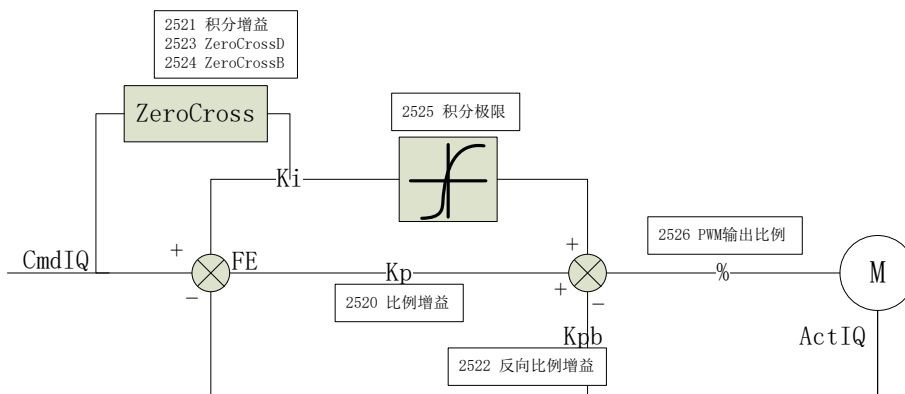 2521 积分增益
2523 ZeroCrossD
2524 ZeroCrossB
ZeroCross
2525 积分极限
Ki
2526 PWM输出比例
CmdIQ
+
FE
Kp
+
+
%
M
−
−
2520 比例增益
Kpb
ActIQ
2522 反向比例增益